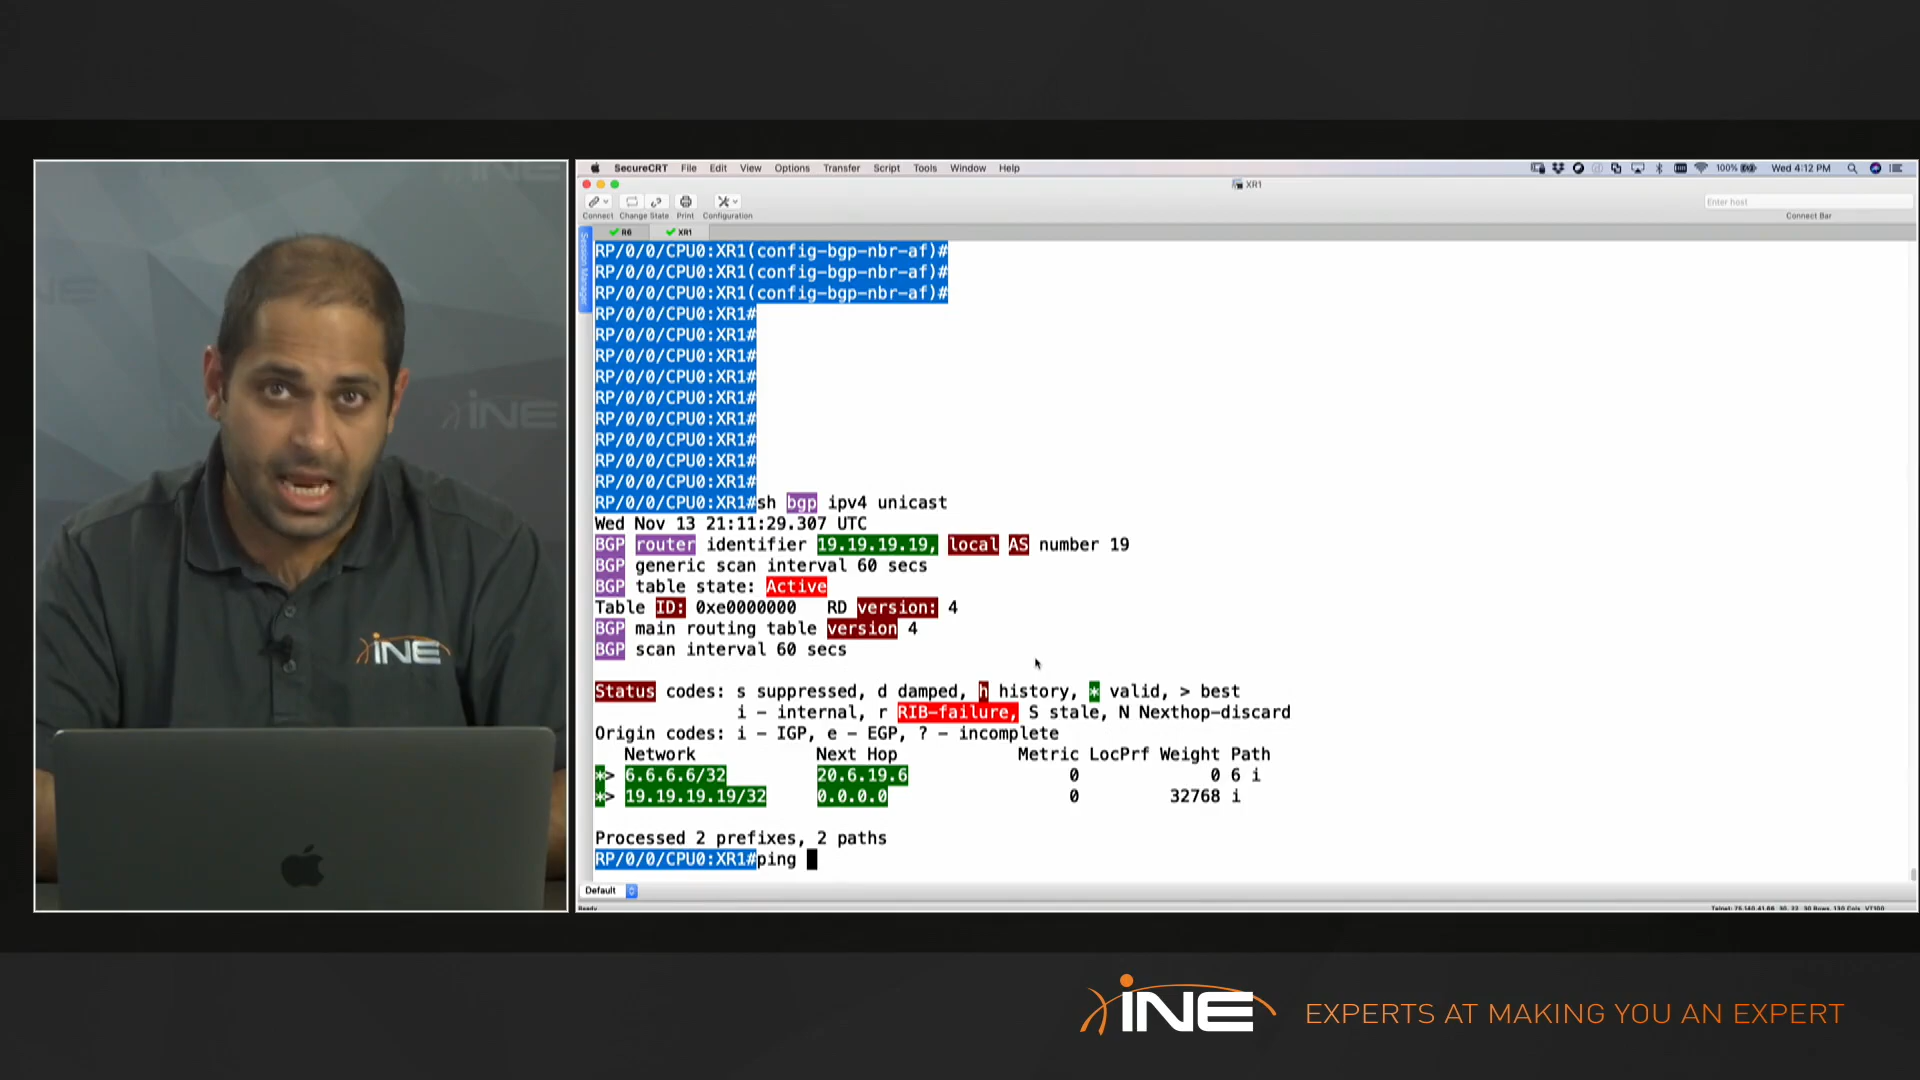 SecureCRT File Edit View Options Transfer Script Tools Window Help 100% Wed 4:12 PM
XR1
Enter host
Connect Change State Print Configuration Connect Bar
R6 XR1
Session Manager
RP/0/0/CPU0:XR1(config-bgp-nbr-af)#
RP/0/0/CPU0:XR1(config-bgp-nbr-af)#
RP/0/0/CPU0:XR1(config-bgp-nbr-af)#
RP/0/0/CPU0:XR1#
RP/0/0/CPU0:XR1#
RP/0/0/CPU0:XR1#
RP/0/0/CPU0:XR1#
RP/0/0/CPU0:XR1#
RP/0/0/CPU0:XR1#
RP/0/0/CPU0:XR1#
RP/0/0/CPU0:XR1#
RP/0/0/CPU0:XR1#
RP/0/0/CPU0:XR1#sh bgp ipv4 unicast
Wed Nov 13 21:11:29.307 UTC
BGP router identifier 19.19.19.19, local AS number 19
BGP generic scan interval 60 secs
BGP table state: Active
Table ID: 0xe0000000 RD version: 4
BGP main routing table version 4
BGP scan interval 60 secs
Status codes: s suppressed, d damped, h history, * valid, > best
i - internal, r RIB-failure, S stale, N Nexthop-discard
Origin codes: i - IGP, e - EGP, ? - incomplete
Network Next Hop Metric LocPrf Weight Path
*> 6.6.6.6/32 20.6.19.6 0 0 6 i
*> 19.19.19.19/32 0.0.0.0 0 32768 i
Processed 2 prefixes, 2 paths
RP/0/0/CPU0:XR1#ping
Default
Ready
iNE
iNE
iNE EXPERTS AT MAKING YOU AN EXPERT